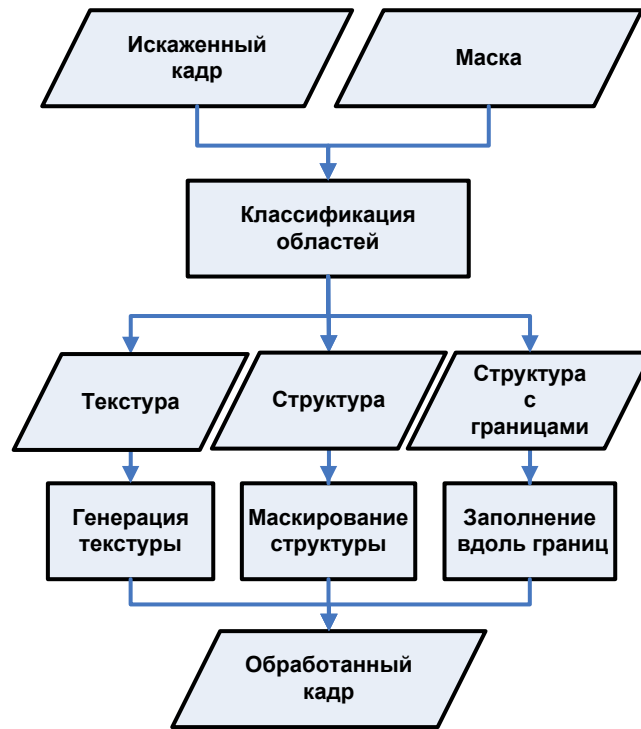 Искаженный
кадр
Маска
Классификация
областей
Текстура
Структура
Структура
с
границами
Генерация
текстуры
Маскирование
структуры
Заполнение
вдоль границ
Обработанный
кадр